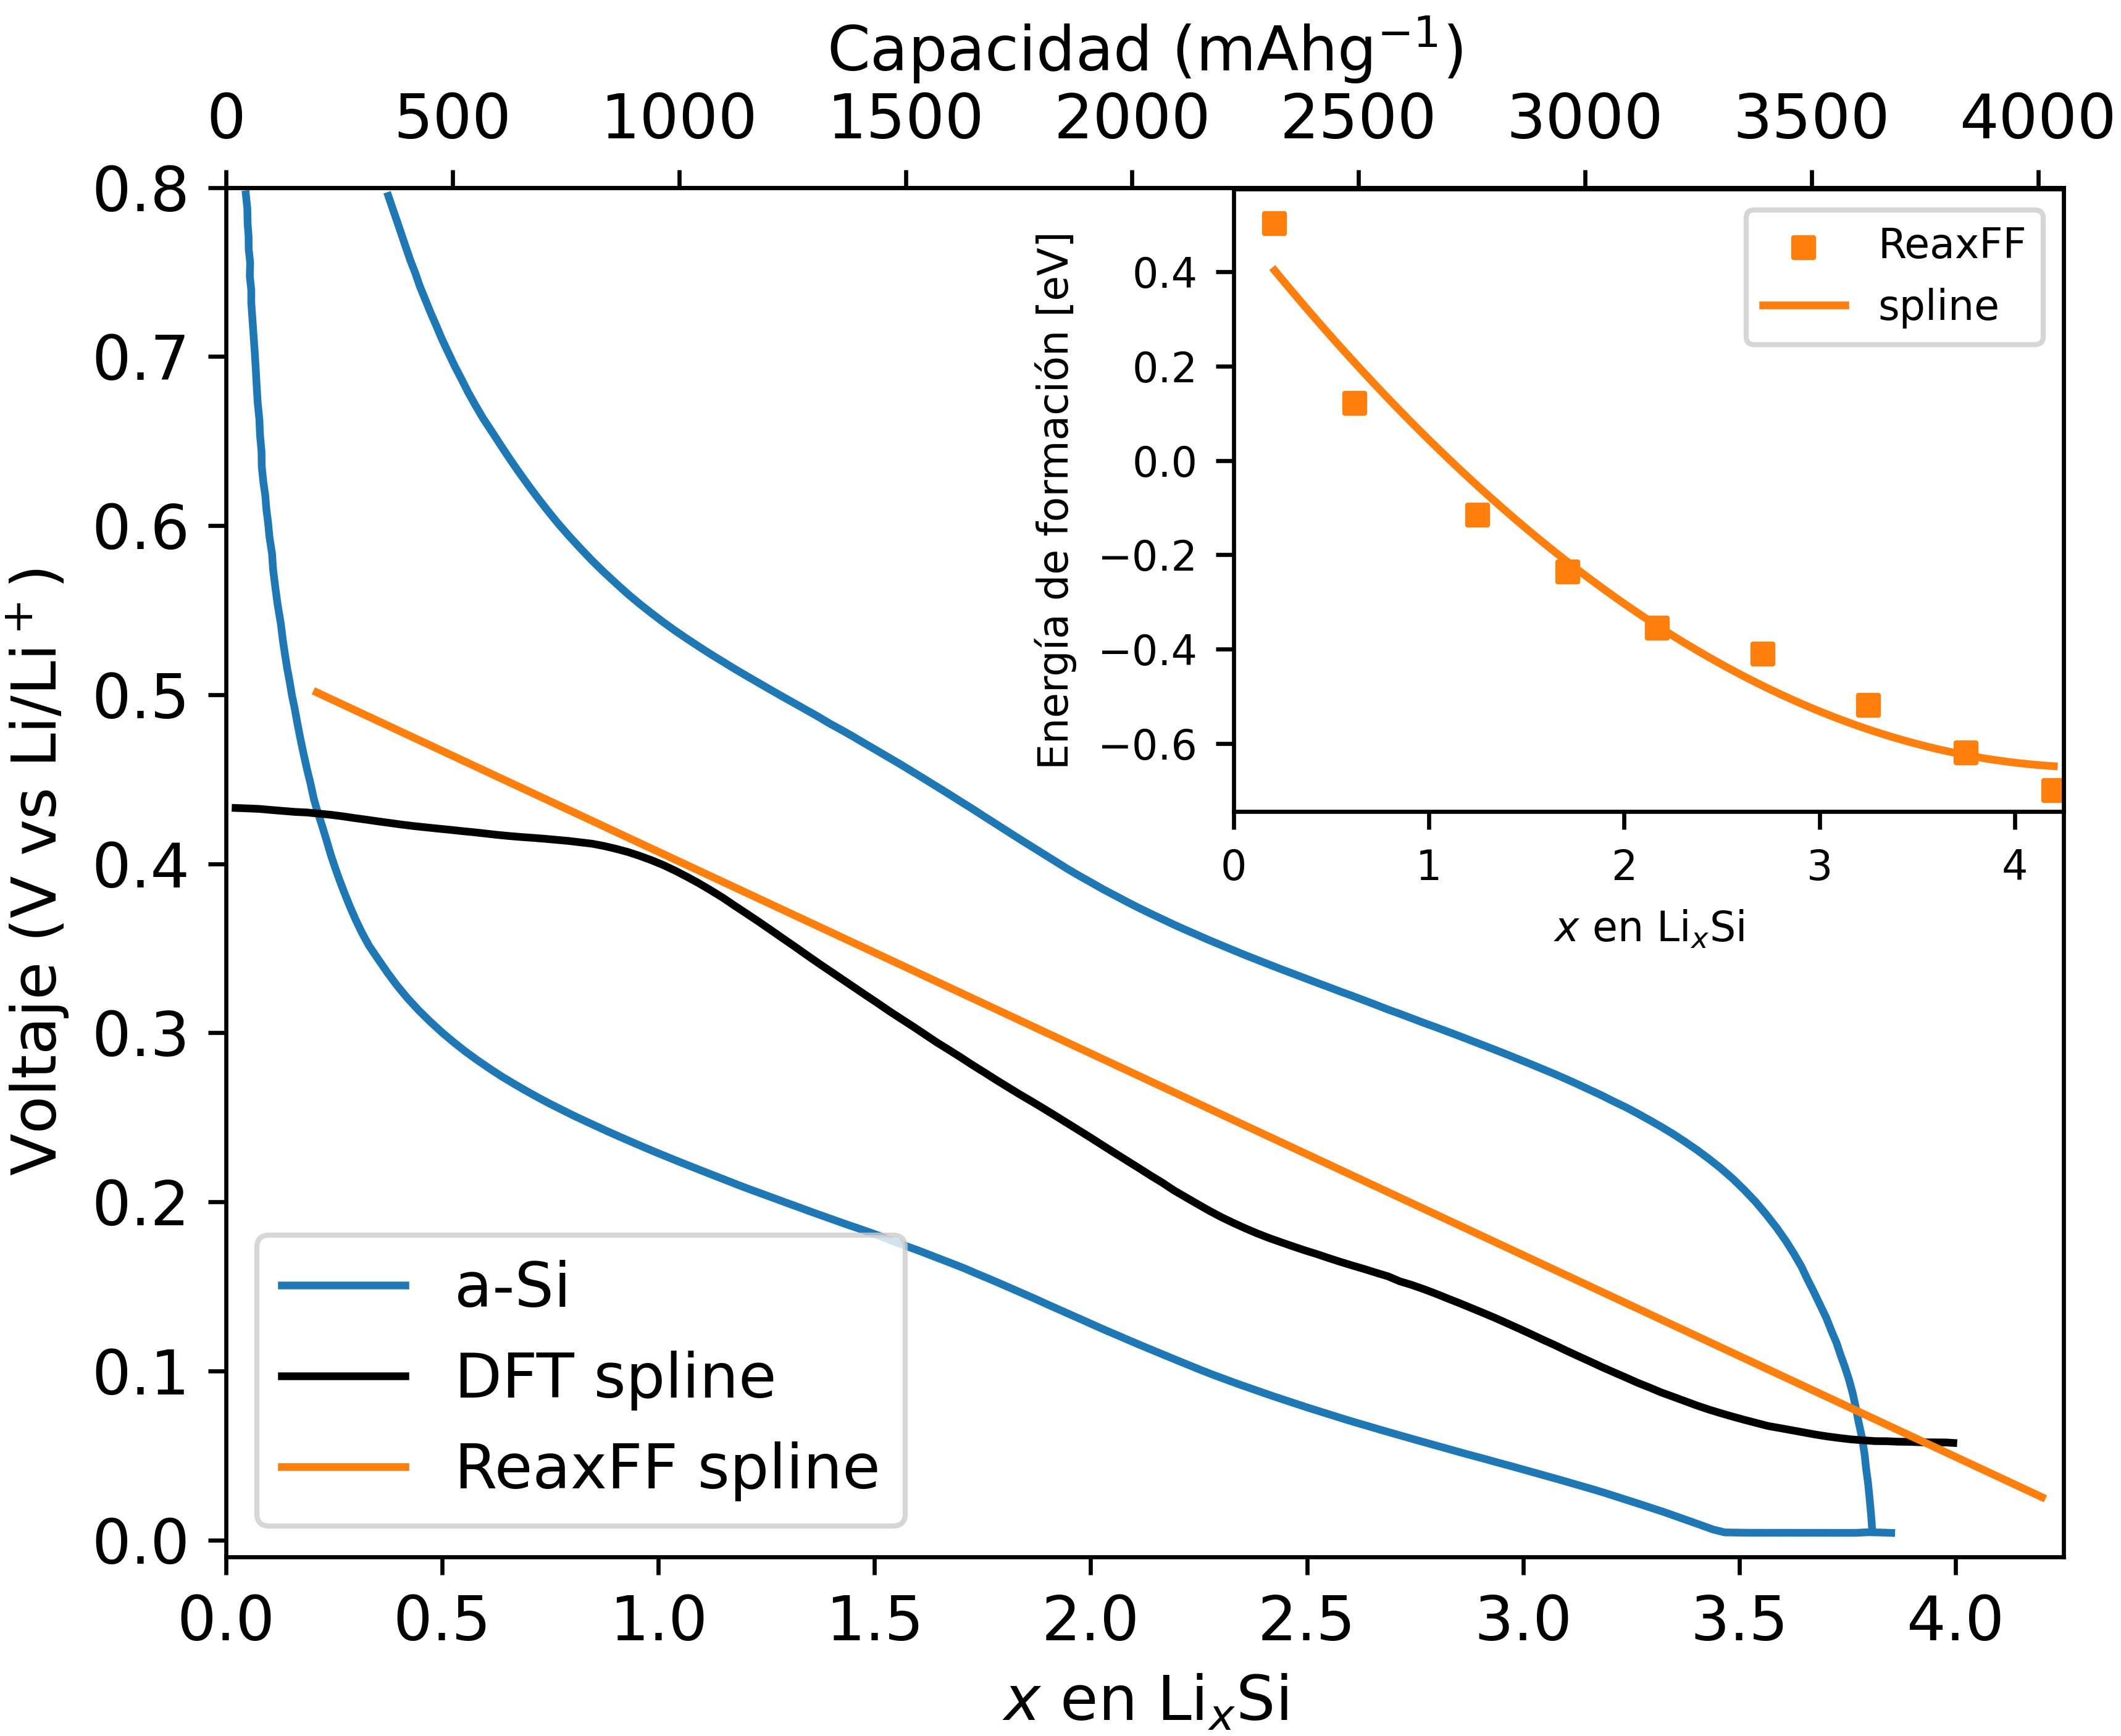 Capacidad (mAhg⁻¹)
0 500 1000 1500 2000 2500 3000 3500 4000
Voltaje (V vs Li/Li⁺)
0.8
0.7
0.6
0.5
0.4
0.3
0.2
0.1
0.0
a-Si
DFT spline
ReaxFF spline
0.0 0.5 1.0 1.5 2.0 2.5 3.0 3.5 4.0
x en LiₓSi
Energía de formación [eV]
0.4
0.2
0.0
−0.2
−0.4
−0.6
ReaxFF
spline
0 1 2 3 4
x en LiₓSi